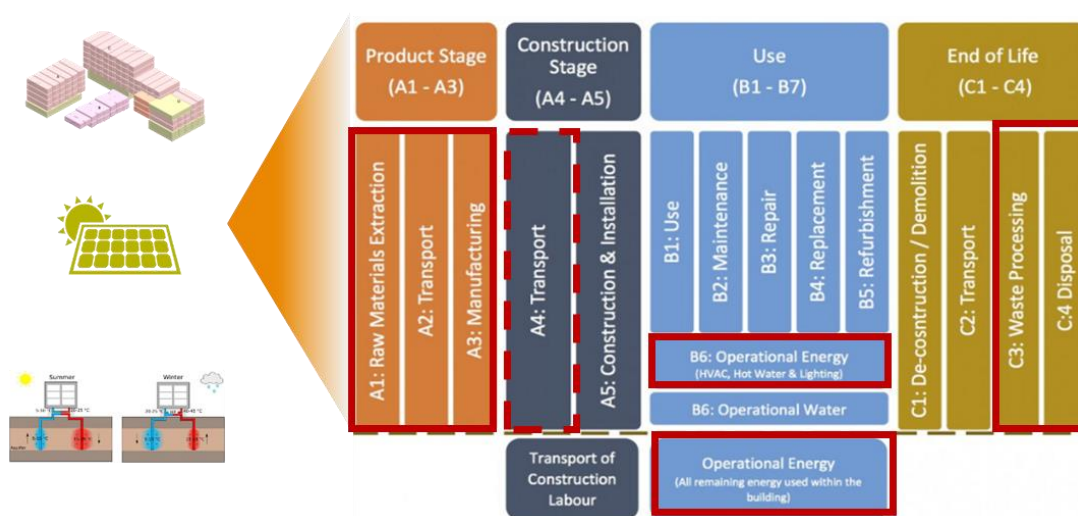 Product Stage
(A1 - A3)
Construction
Stage
(A4 - A5)
Use
(B1 - B7)
End of Life
(C1 - C4)
A1: Raw Materials Extraction
A2: Transport
A3: Manufacturing
A4: Transport
A5: Construction & Installation
B1: Use
B2: Maintenance
B3: Repair
B4: Replacement
B5: Refurbishment
B6: Operational Energy
(HVAC, Hot Water & Lighting)
B6: Operational Water
C1: De-cosntruction / Demolition
C2: Transport
C3: Waste Processing
C:4 Disposal
Transport of
Construction
Labour
Operational Energy
(All remaining energy used within the
building)
Summer
Winter